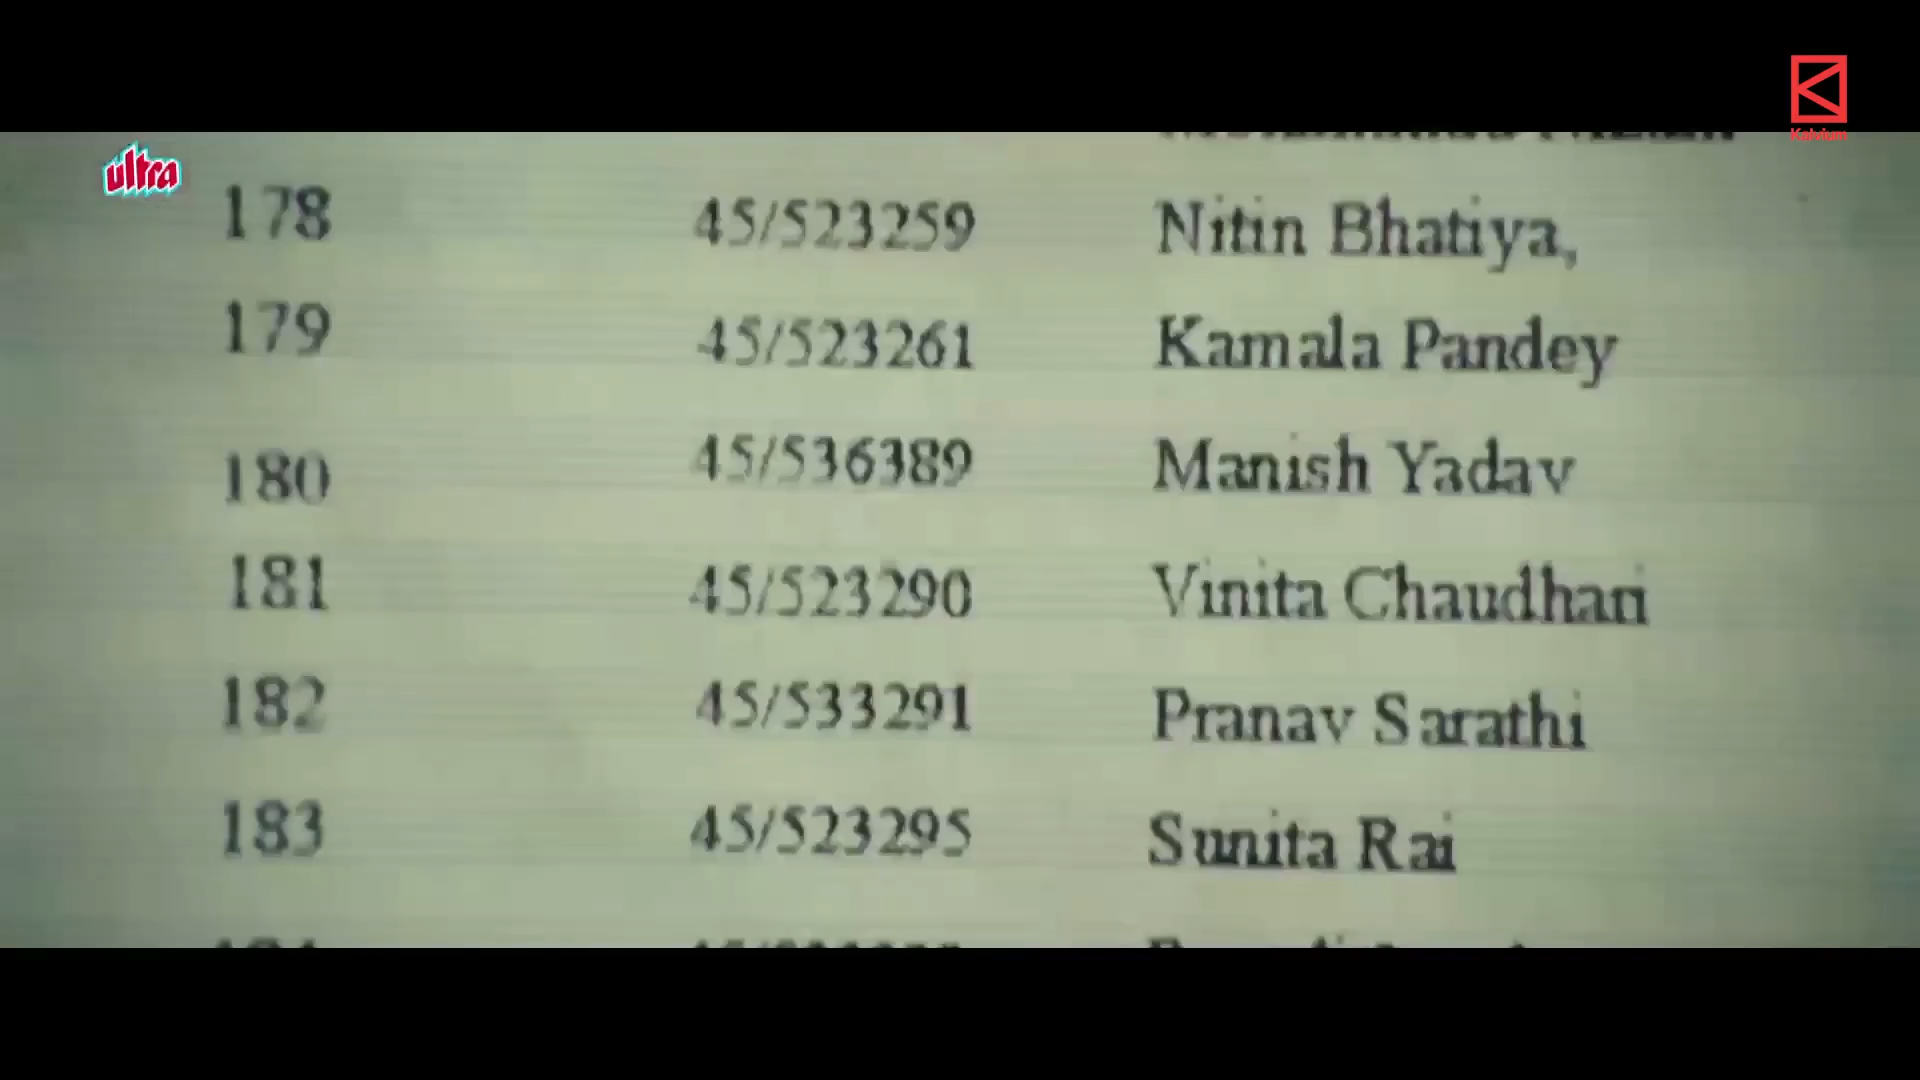 Kalvium
ultra
178 45/523259 Nitin Bhatiya,
179 45/523261 Kamala Pandey
180 45/536389 Manish Yadav
181 45/523290 Vinita Chaudhari
182 45/533291 Pranav Sarathi
183 45/523295 Sunita Rai